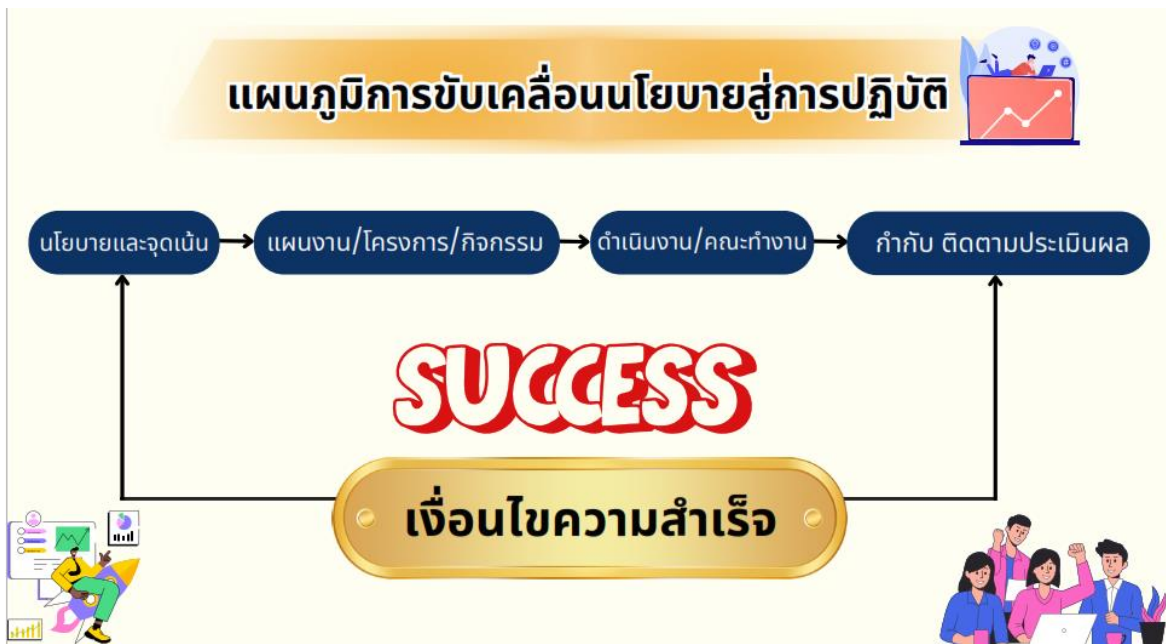 แผนภูมิการขับเคลื่อนนโยบายสู่การปฏิบัติ
นโยบายและจุดเน้น
แผนงาน/โครงการ/กิจกรรม
ดำเนินงาน/คณะทำงาน
กำกับ ติดตามประเมินผล
SUCCESS
เงื่อนไขความสำเร็จ